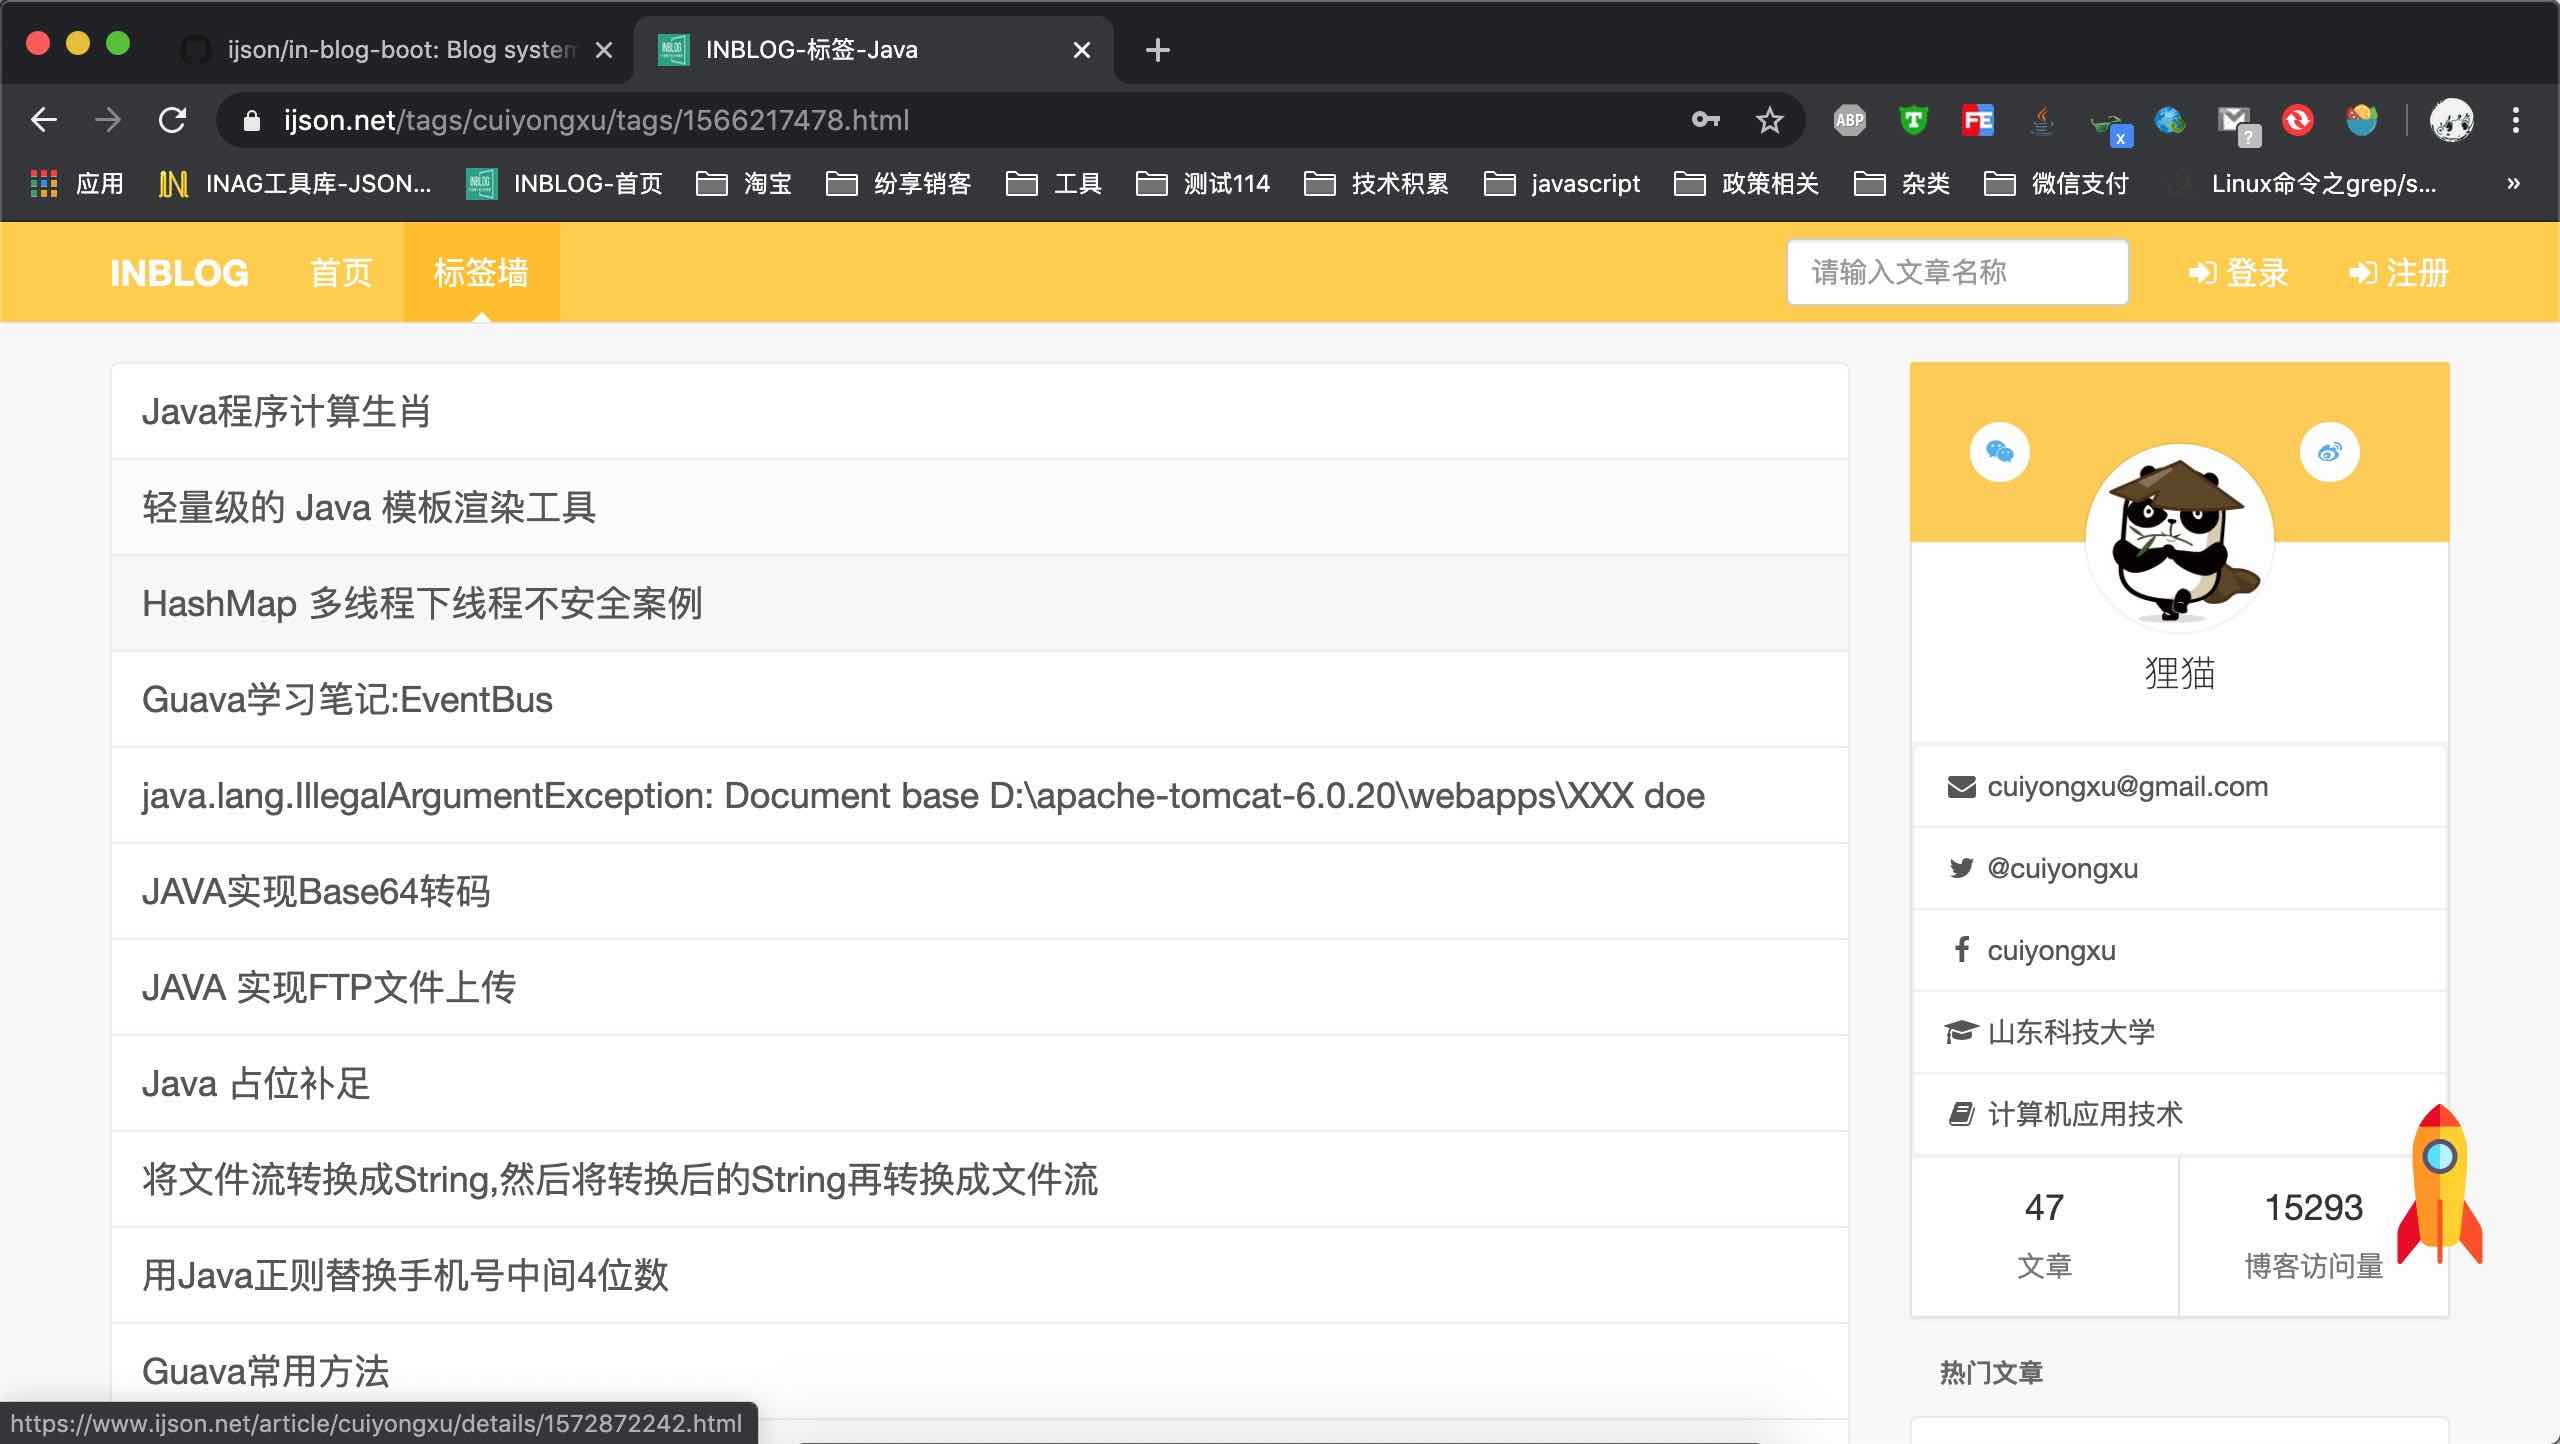 ijson/in-blog-boot: Blog system
INBLOG-标签-Java
ijson.net/tags/cuiyongxu/tags/1566217478.html
ABP
T
FE
x
?
应用
INAG工具库-JSON...
INBLOG-首页
淘宝
纷享销客
工具
测试114
技术积累
javascript
政策相关
杂类
微信支付
Linux命令之grep/s...
»
INBLOG
首页
标签墙
请输入文章名称
登录
注册
Java程序计算生肖
轻量级的 Java 模板渲染工具
HashMap 多线程下线程不安全案例
Guava学习笔记:EventBus
java.lang.IllegalArgumentException: Document base D:\apache-tomcat-6.0.20\webapps\XXX doe
JAVA实现Base64转码
JAVA 实现FTP文件上传
Java 占位补足
将文件流转换成String,然后将转换后的String再转换成文件流
用Java正则替换手机号中间4位数
Guava常用方法
狸猫
cuiyongxu@gmail.com
@cuiyongxu
cuiyongxu
山东科技大学
计算机应用技术
47
文章
15293
博客访问量
热门文章
https://www.ijson.net/article/cuiyongxu/details/1572872242.html